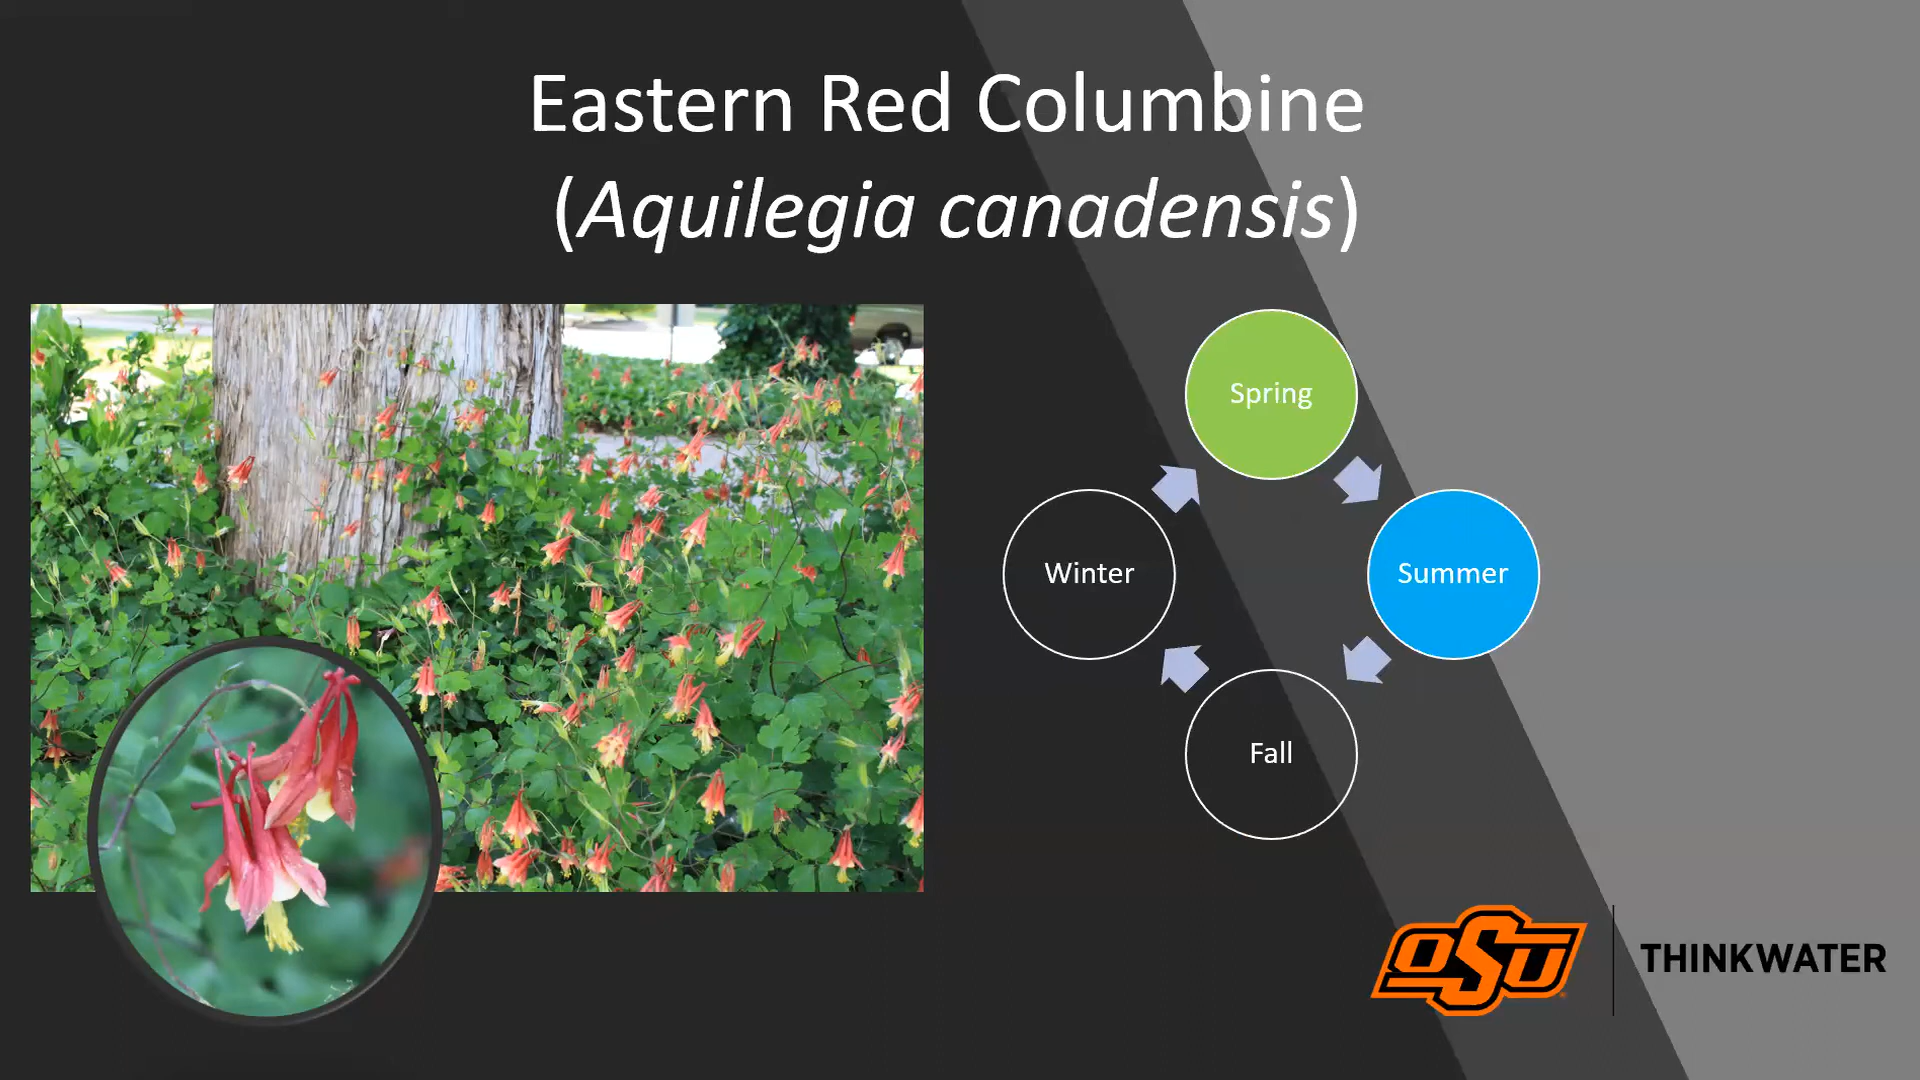 Eastern Red Columbine
(Aquilegia canadensis)
Spring
Winter
Summer
Fall
OSU
THINKWATER